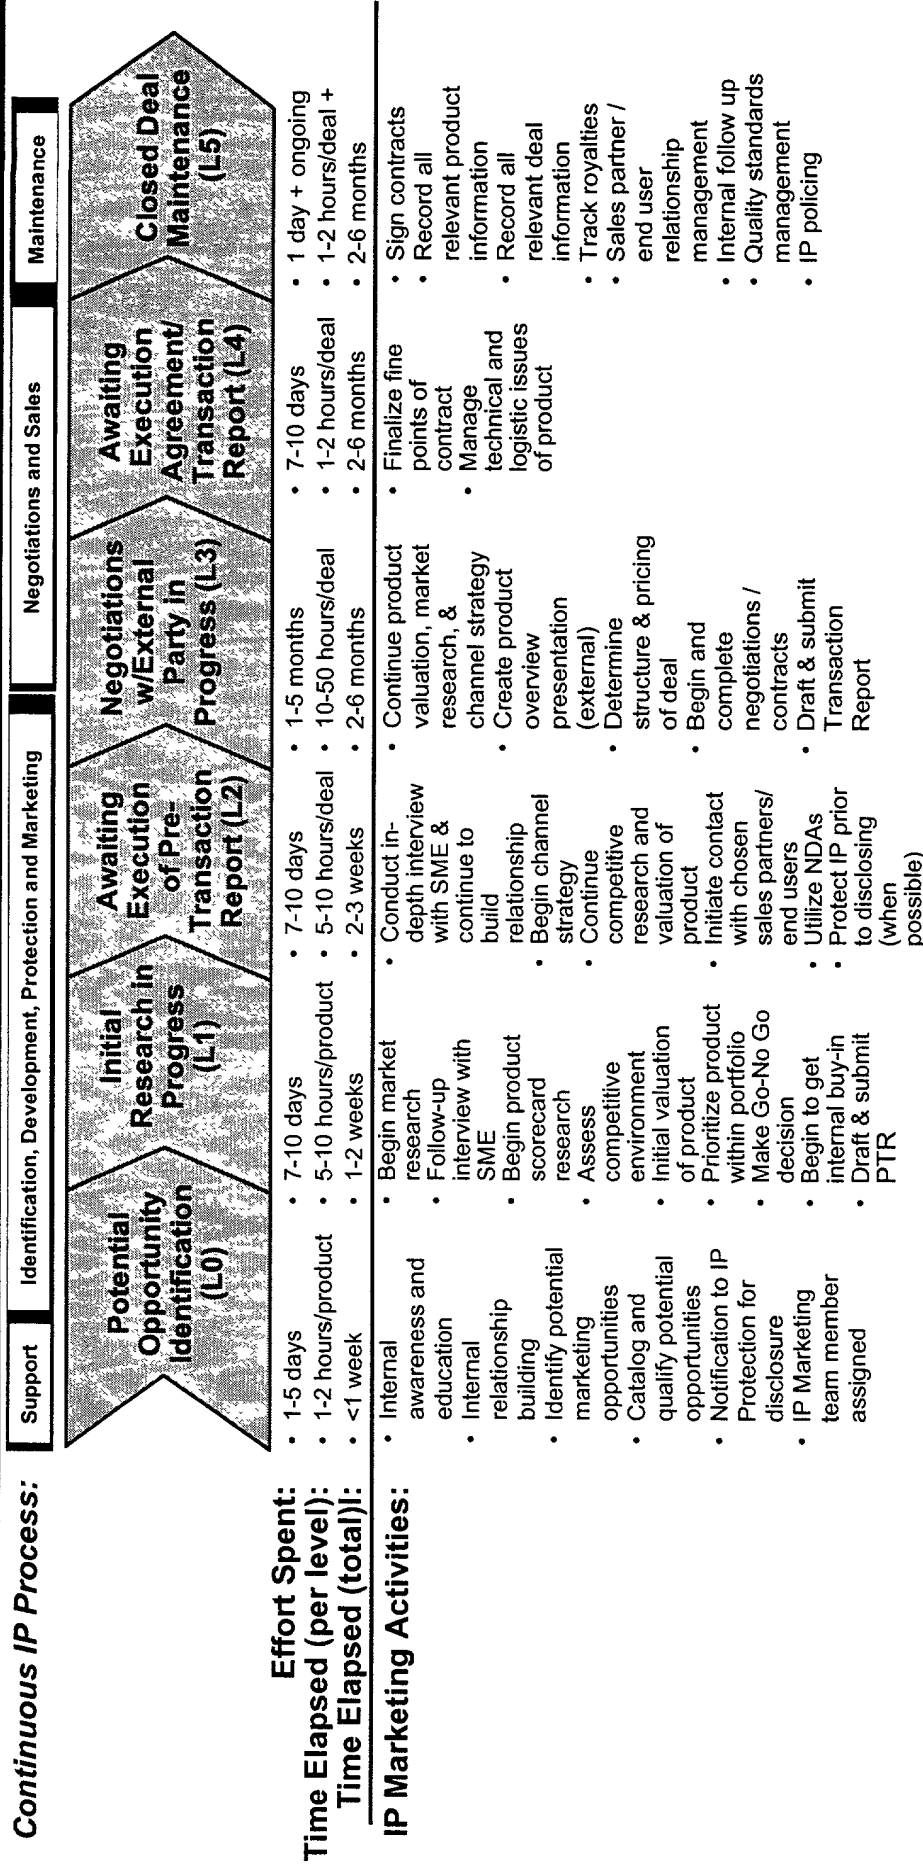 Continuous IP Process:
Support
Identification, Development, Protection and Marketing
Negotiations and Sales
Maintenance
Potential
Opportunity
Identification
(L0)
Initial
Research in
Progress
(L1)
Awaiting
Execution
of Pre-
Transaction
Report (L2)
Negotiations
w/External
Party in
Progress (L3)
Awaiting
Execution
Agreement/
Transaction
Report (L4)
Closed Deal
Maintenance
(L5)
Effort Spent:
Time Elapsed (per level):
Time Elapsed (total)l:
• 1-5 days
• 1-2 hours/product
• <1 week
• 7-10 days
• 5-10 hours/product
• 1-2 weeks
• 7-10 days
• 5-10 hours/deal
• 2-3 weeks
• 1-5 months
• 10-50 hours/deal
• 2-6 months
• 7-10 days
• 1-2 hours/deal
• 2-6 months
• 1 day + ongoing
• 1-2 hours/deal +
• 2-6 months
IP Marketing Activities:
• Internal
awareness and
education
• Internal
relationship
building
• Identify potential
marketing
opportunities
• Catalog and
qualify potential
opportunities
• Notification to IP
Protection for
disclosure
• IP Marketing
team member
assigned
• Begin market
research
• Follow-up
interview with
SME
• Begin product
scorecard
research
• Assess
competitive
environment
• Initial valuation
of product
• Prioritize product
within portfolio
• Make Go-No Go
decision
• Begin to get
internal buy-in
• Draft & submit
PTR
• Conduct in-
depth interview
with SME &
continue to
build
relationship
• Begin channel
strategy
• Continue
competitive
research and
valuation of
product
• Initiate contact
with chosen
sales partners/
end users
• Utilize NDAs
• Protect IP prior
to disclosing
(when
possible)
• Continue product
valuation, market
research, &
channel strategy
• Create product
overview
presentation
(external)
• Determine
structure & pricing
of deal
• Begin and
complete
negotiations /
contracts
• Draft & submit
Transaction
Report
• Finalize fine
points of
contract
• Manage
technical and
logistic issues
of product
• Sign contracts
• Record all
relevant product
information
• Record all
relevant deal
information
• Track royalties
• Sales partner /
end user
relationship
management
• Internal follow up
• Quality standards
management
• IP policing